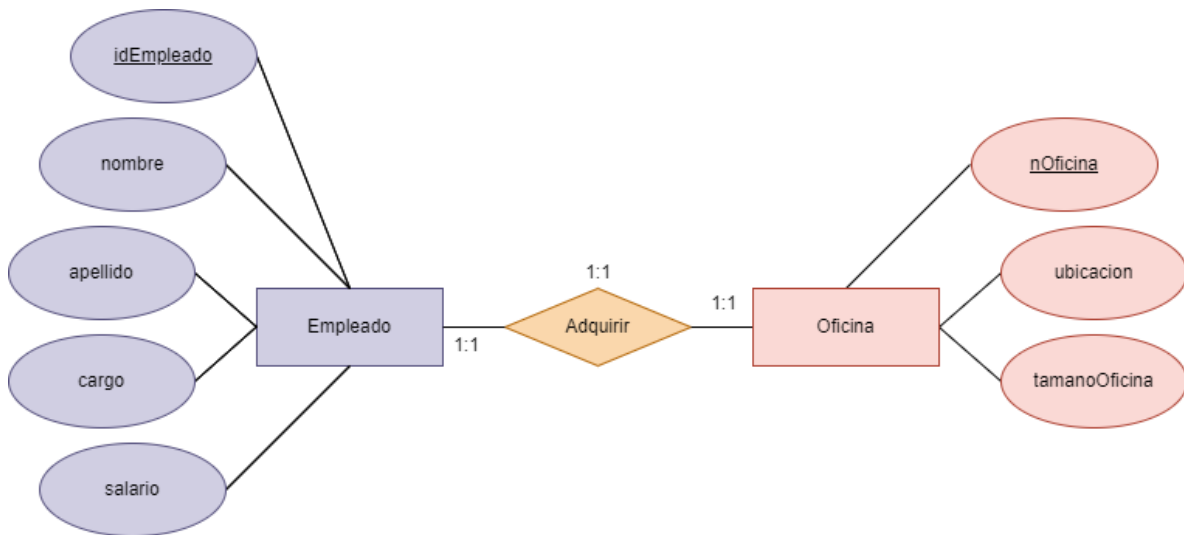 idEmpleado
nombre
apellido
cargo
salario
Empleado
1:1
1:1
Adquirir
1:1
Oficina
nOficina
ubicacion
tamanoOficina